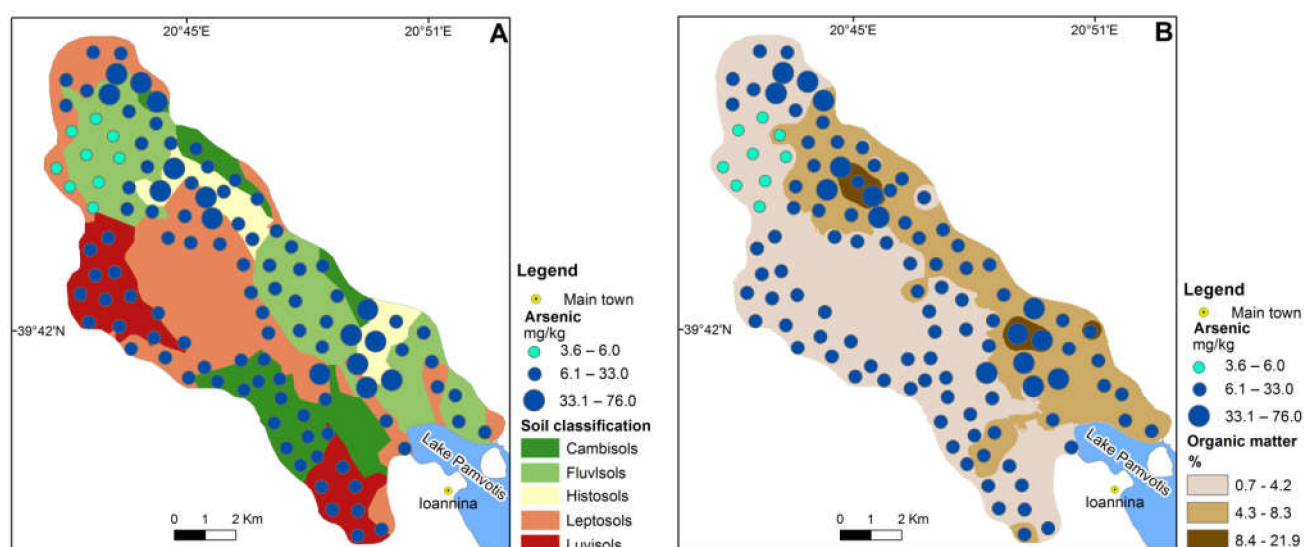 20°45'E
20°51'E
A
39°42'N
Legend
Main town
Arsenic
mg/kg
3.6 – 6.0
6.1 – 33.0
33.1 – 76.0
Soil classification
Cambisols
Fluvlsols
Histosols
Leptosols
Luvisols
Lake Pamvotis
Ioannina
0 1 2 Km
20°45'E
20°51'E
B
39°42'N
Legend
Main town
Arsenic
mg/kg
3.6 – 6.0
6.1 – 33.0
33.1 – 76.0
Organic matter
%
0.7 - 4.2
4.3 - 8.3
8.4 - 21.9
Lake Pamvotis
Ioannina
0 1 2 Km